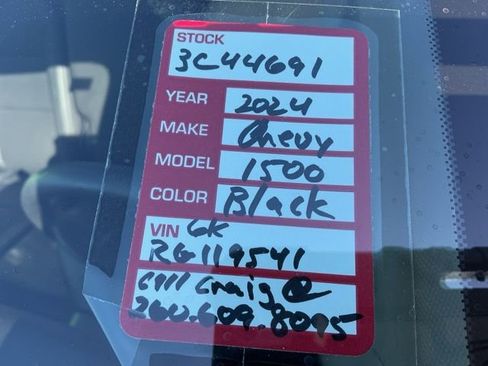 STOCK
3C44691
YEAR 2024
MAKE Chevy
MODEL 1500
COLOR Black
VIN GK
RG119541
Call Craig @
260.609.8095